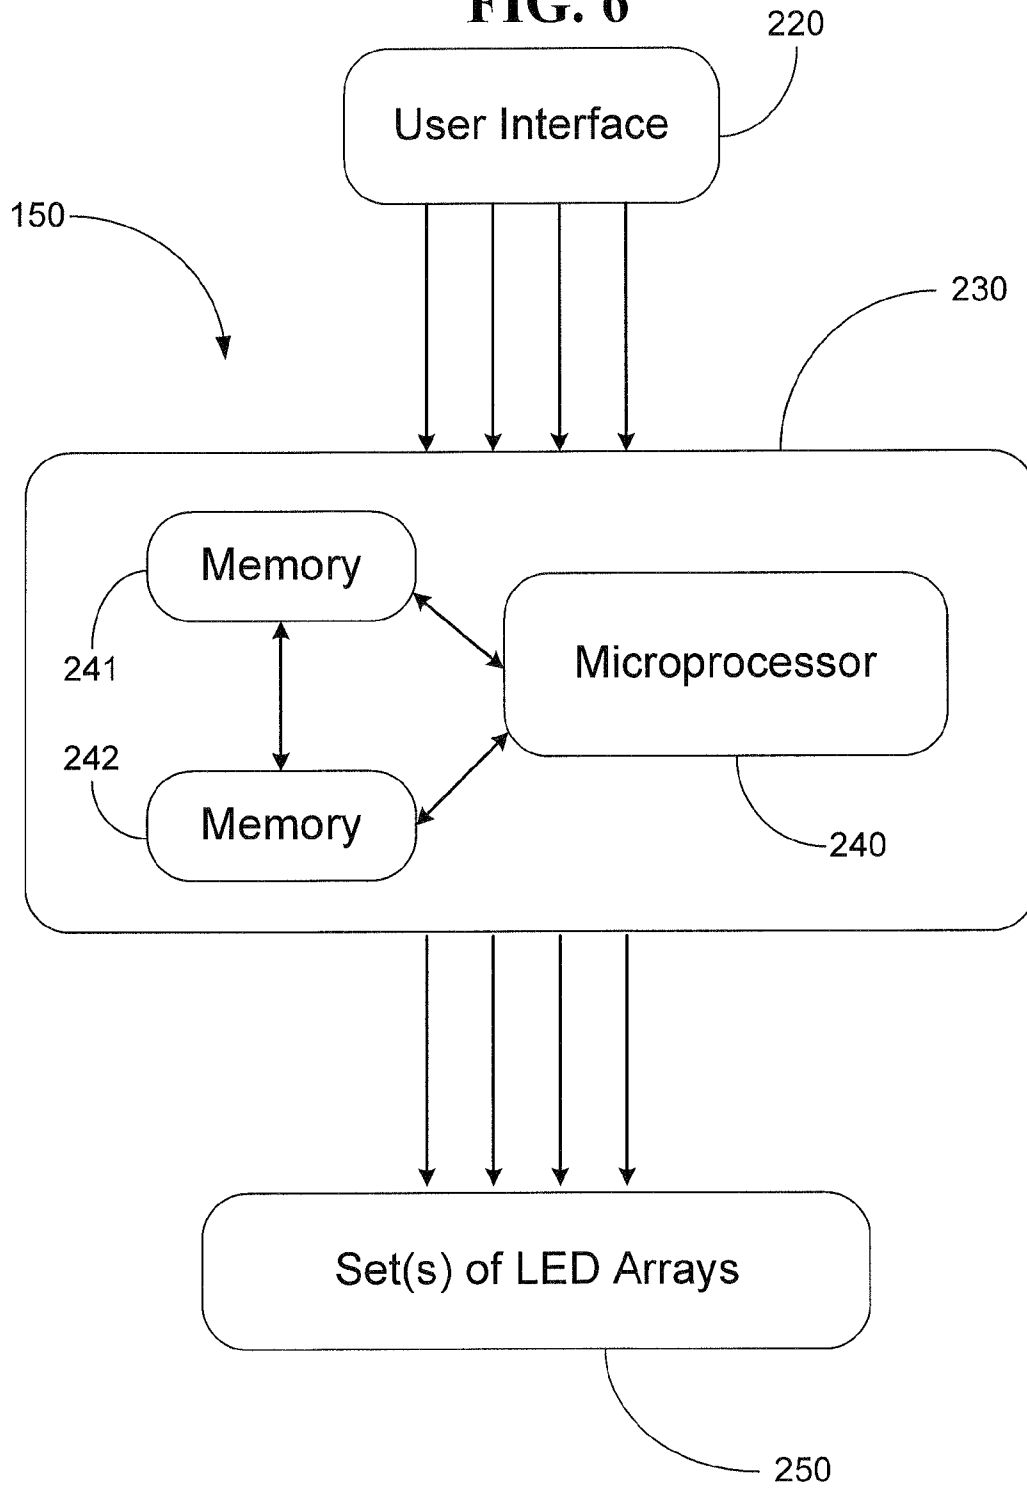 FIG. 6
220
User Interface
150
230
Memory
Microprocessor
241
242
Memory
240
Set(s) of LED Arrays
250